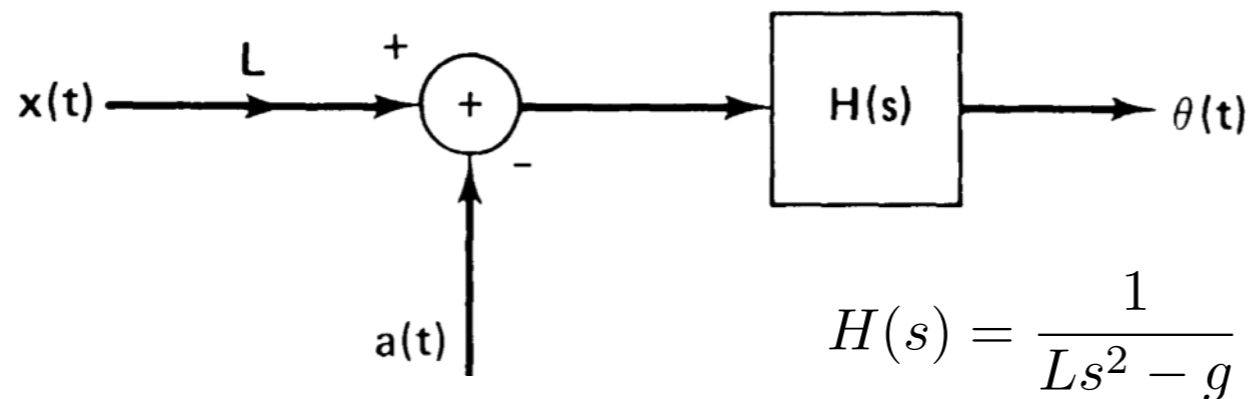 L
+
x(t)
+
H(s)
θ(t)
-
a(t)
H(s) = 1 / (Ls² − g)